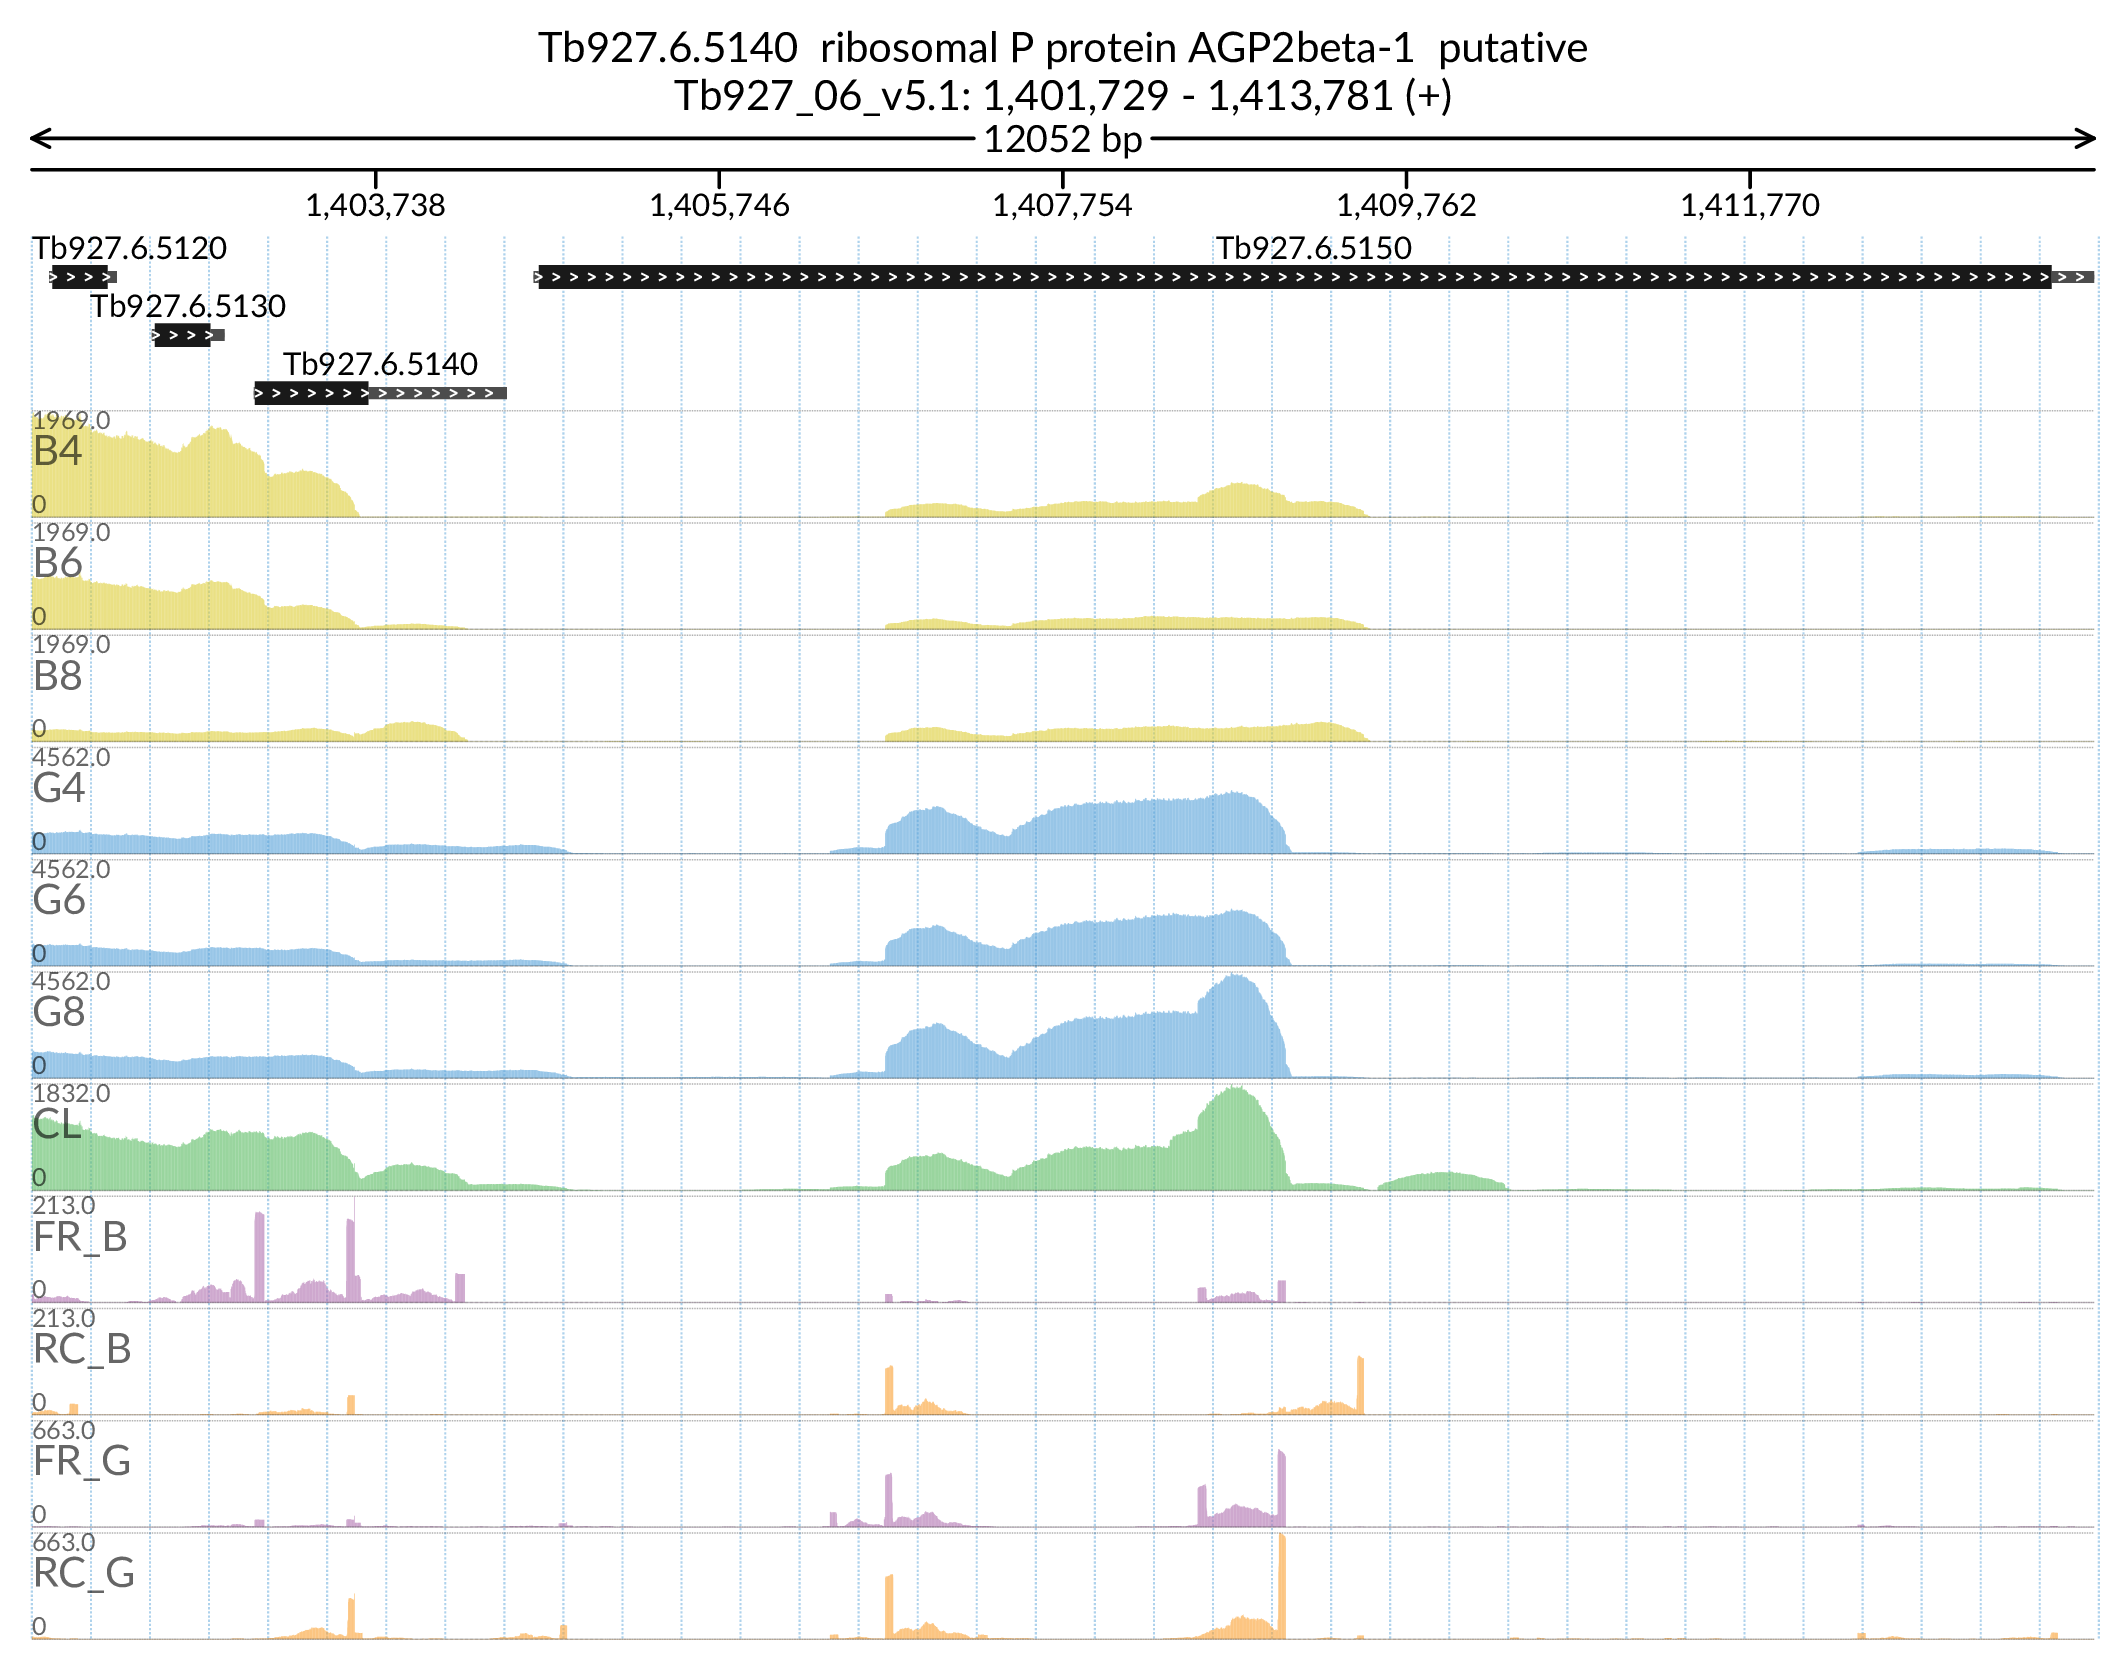 Tb927.6.5140  ribosomal P protein AGP2beta-1  putative
Tb927_06_v5.1: 1,401,729 - 1,413,781 (+)
12052 bp
1,403,738 1,405,746 1,407,754 1,409,762 1,411,770
Tb927.6.5120 Tb927.6.5150
Tb927.6.5130
Tb927.6.5140
1969.0
B4
0
1969.0
B6
0
1969.0
B8
0
4562.0
G4
0
4562.0
G6
0
4562.0
G8
0
1832.0
CL
0
213.0
FR_B
0
213.0
RC_B
0
663.0
FR_G
0
663.0
RC_G
0